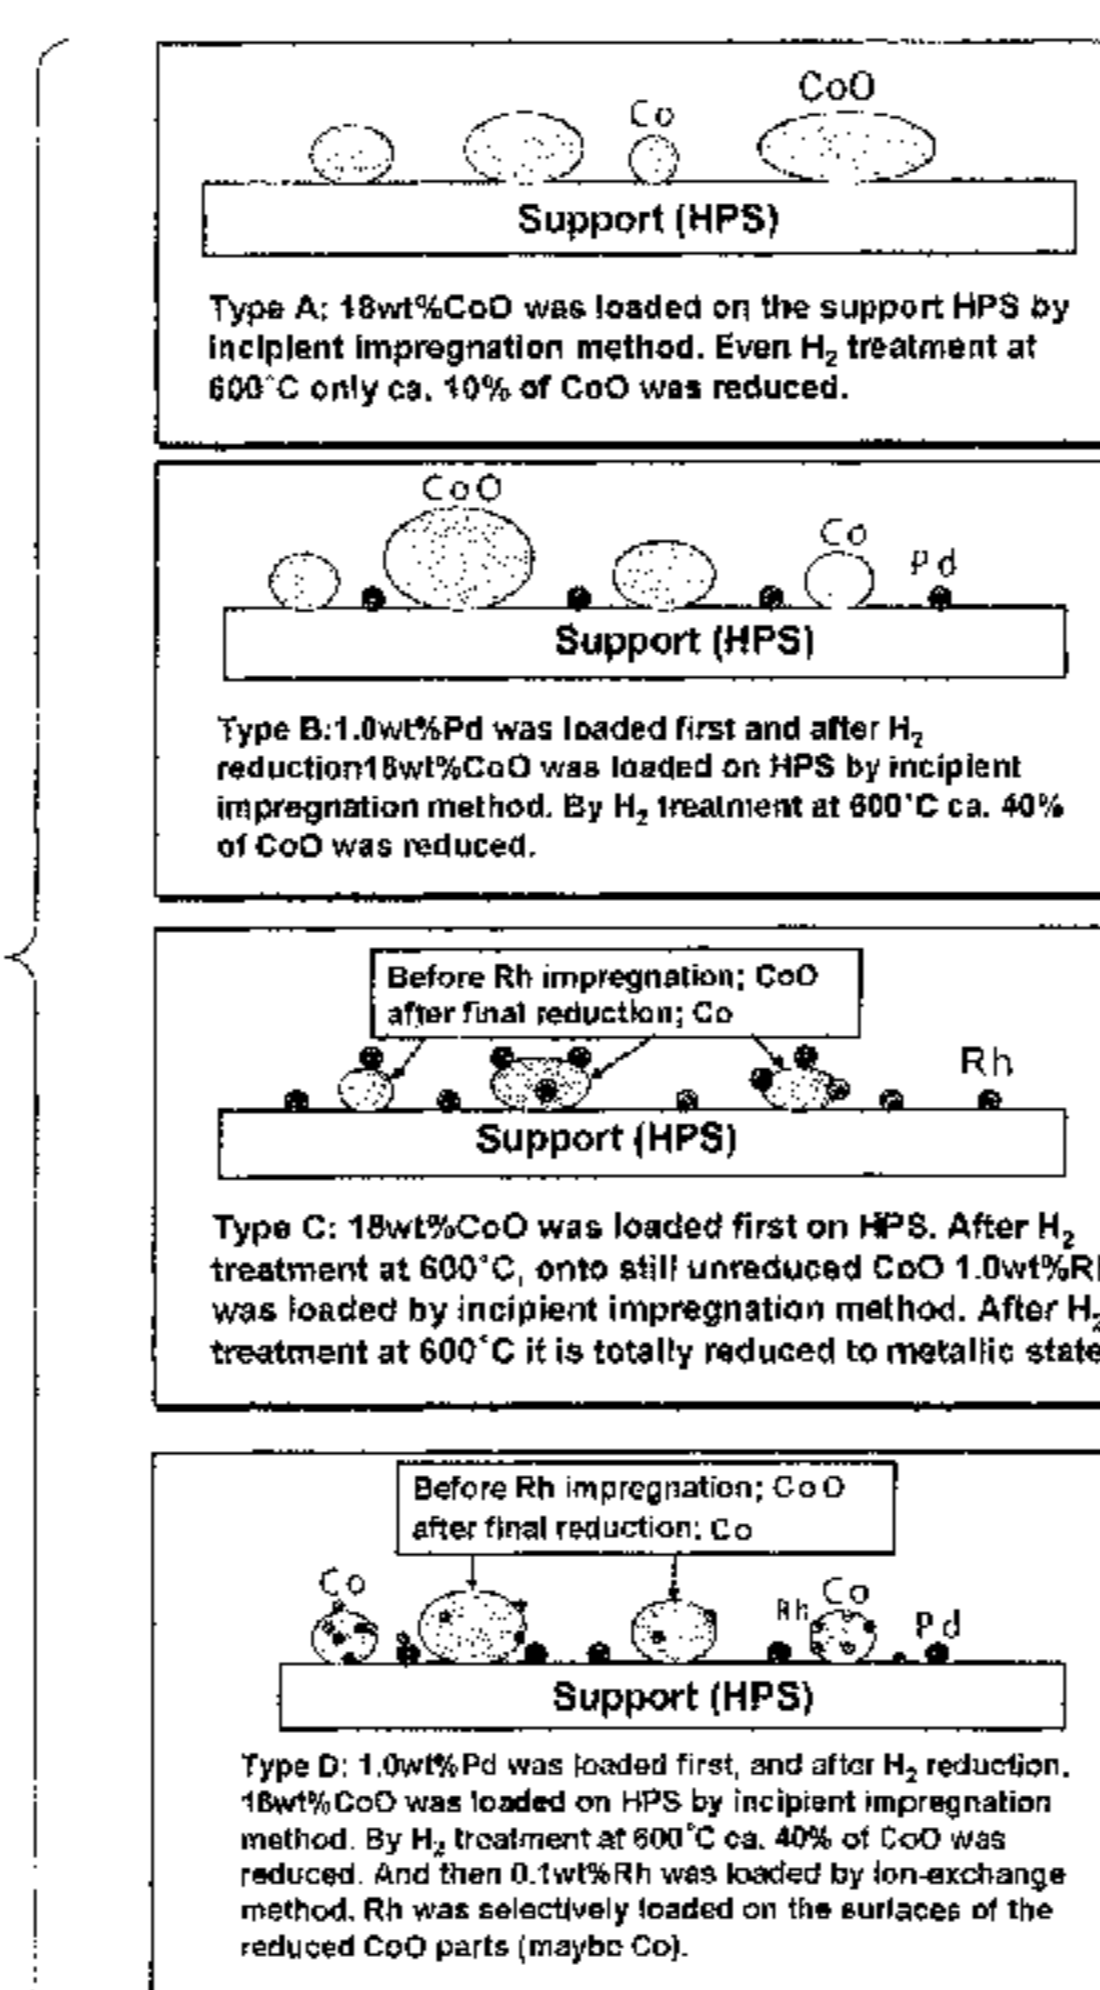 CoO
Co
Support (HPS)
Type A: 18wt%CoO was loaded on the support HPS by
incipient impregnation method. Even H₂ treatment at
600°C only ca. 10% of CoO was reduced.
CoO
Co
Pd
Support (HPS)
Type B:1.0wt%Pd was loaded first and after H₂
reduction18wt%CoO was loaded on HPS by incipient
impregnation method. By H₂ treatment at 600°C ca. 40%
of CoO was reduced.
Before Rh impregnation; CoO
after final reduction; Co
Rh
Support (HPS)
Type C: 18wt%CoO was loaded first on HPS. After H₂
treatment at 600°C, onto still unreduced CoO 1.0wt%Rh
was loaded by incipient impregnation method. After H₂
treatment at 600°C it is totally reduced to metallic state
Before Rh impregnation; CoO
after final reduction: Co
Co
Rh
Co
Pd
Support (HPS)
Type D: 1.0wt%Pd was loaded first, and after H₂ reduction.
18wt%CoO was loaded on HPS by incipient impregnation
method. By H₂ treatment at 600°C ca. 40% of CoO was
reduced. And then 0.1wt%Rh was loaded by ion-exchange
method. Rh was selectively loaded on the surfaces of the
reduced CoO parts (maybe Co).